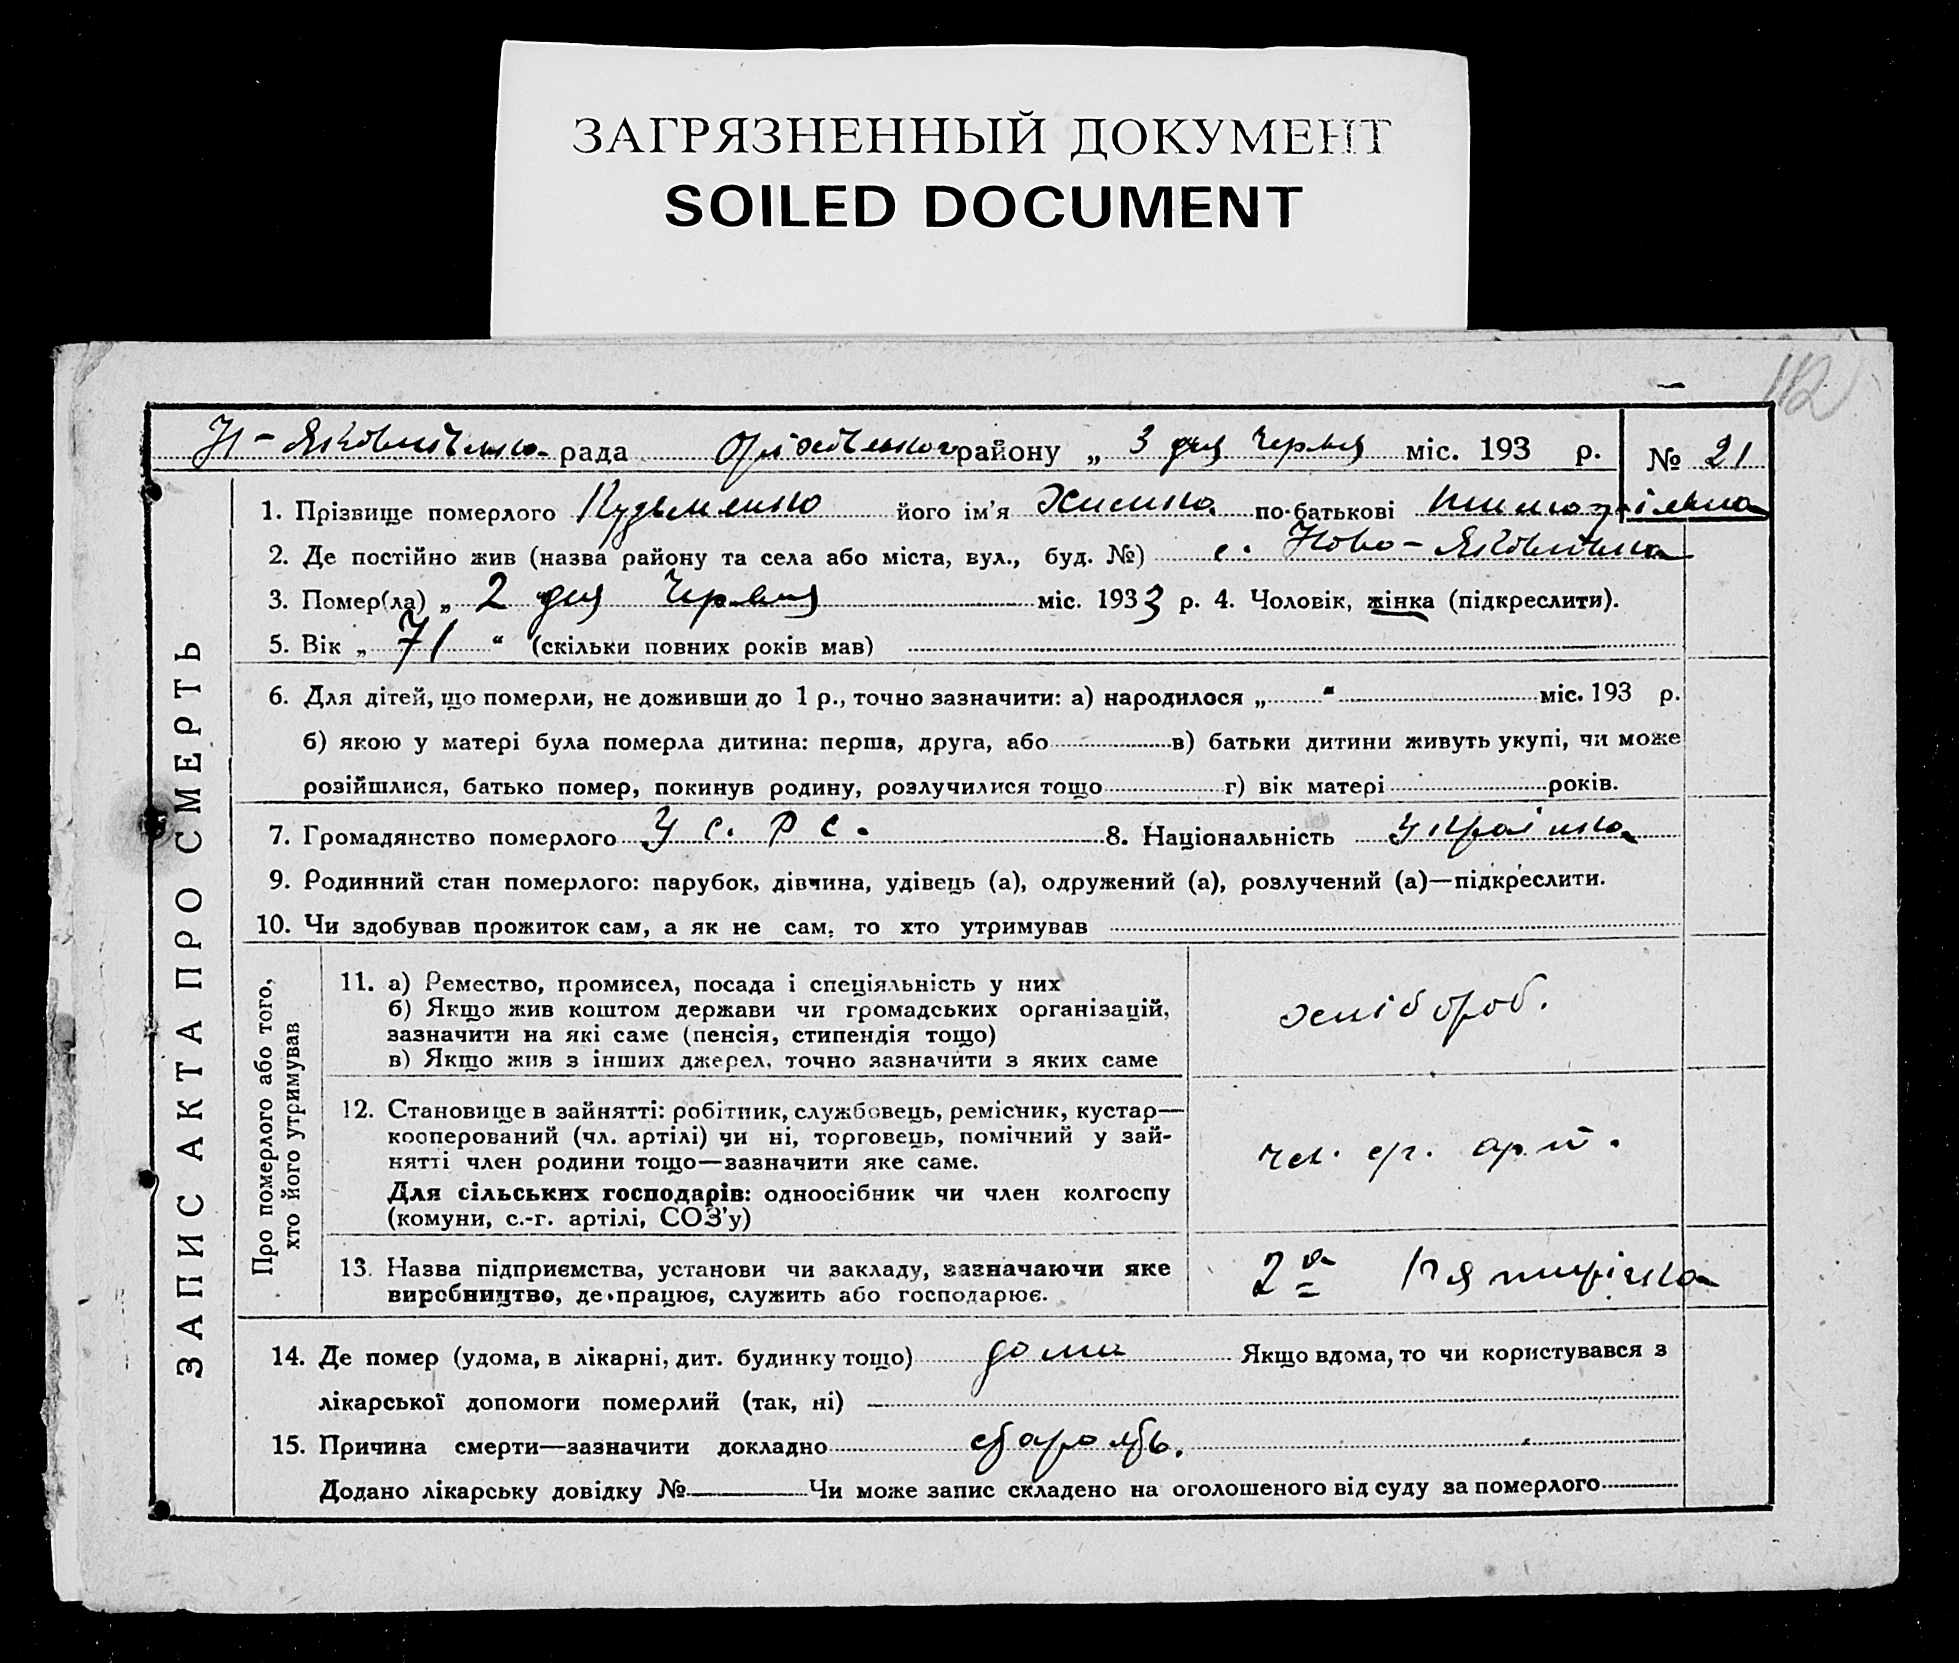 ЗАГРЯЗНЕННЫЙ ДОКУМЕНТ
SOILED DOCUMENT
112
Н-Яковлівська рада Оріхівського району „ 3 дня Червня міс. 193 р. № 21
ЗАПИС АКТА ПРО СМЕРТЬ
1. Прізвище померлого Кузьменко його ім'я Химка по-батькові
2. Де постійно жив (назва району та села або міста, вул., буд. №) с. Ново-Яковлівка
3. Помер(ла) „ 2 дня Червня міс. 1933 р. 4. Чоловік, жінка (підкреслити).
5. Вік „ 71 “ (скільки повних років мав)
6. Для дітей, що померли, не доживши до 1 р., точно зазначити: а) народилося „ “ міс. 193 р.
б) якою у матері була померла дитина: перша, друга, або в) батьки дитини живуть укупі, чи може
розійшлися, батько помер, покинув родину, розлучилися тощо г) вік матері років.
7. Громадянство померлого У С. Р С. 8. Національність Українка
9. Родинний стан померлого: парубок, дівчина, удівець (а), одружений (а), розлучений (а)—підкреслити.
10. Чи здобував прожиток сам, а як не сам, то хто утримував
Про померлого або того,
хто його утримував
11. а) Ремество, промисел, посада і спеціяльність у них
б) Якщо жив коштом держави чи громадських організацій,
зазначити на які саме (пенсія, стипендія тощо)
в) Якщо жив з інших джерел, точно зазначити з яких саме
хлібороб.
12. Становище в зайнятті: робітник, службовець, ремісник, кустар—
кооперований (чл. артілі) чи ні, торговець, помічний у зай-
нятті член родини тощо—зазначити яке саме.
Для сільських господарів: одноосібник чи член колгоспу
(комуни, с.-г. артілі, СОЗ'у)
чл. с/г. арт.
13. Назва підприємства, установи чи закладу, зазначаючи яке
виробництво, де працює, служить або господарює.
2а Пятирічка
14. Де помер (удома, в лікарні, дит. будинку тощо) дома Якщо вдома, то чи користувався з
лікарської допомоги померлий (так, ні)
15. Причина смерти—зазначити докладно
Додано лікарську довідку № Чи може запис складено на оголошеного від суду за померлого